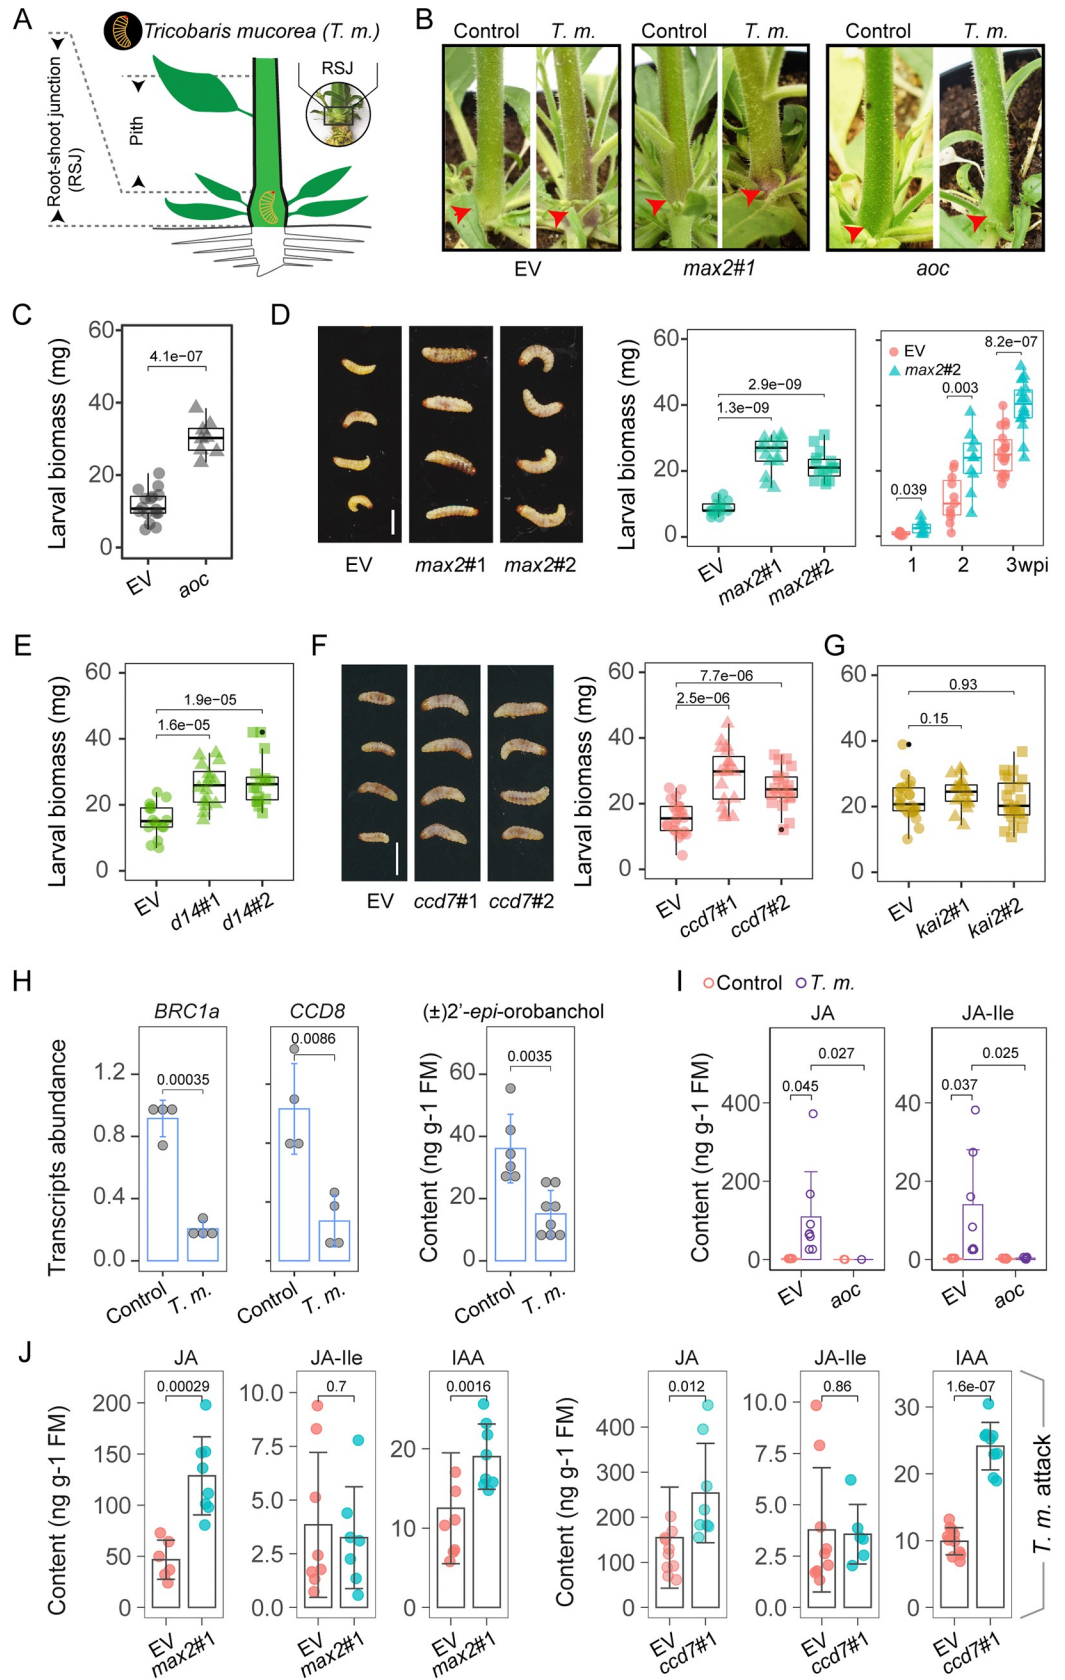 A
Tricobaris mucorea (T. m.)
Root-shoot junction
(RSJ)
Pith
RSJ
B
Control T. m. Control T. m. Control T. m.
EV max2#1 aoc
C
Larval biomass (mg)
60
40
20
0
4.1e−07
EV aoc
D
EV max2#1 max2#2
Larval biomass (mg)
60
40
20
0
2.9e−09
1.3e−09
EV max2#1 max2#2
EV
max2#2
8.2e−07
0.003
0.039
1 2 3wpi
E
Larval biomass (mg)
60
40
20
0
1.9e−05
1.6e−05
EV d14#1 d14#2
F
EV ccd7#1 ccd7#2
Larval biomass (mg)
60
40
20
0
7.7e−06
2.5e−06
EV ccd7#1 ccd7#2
G
60
40
20
0
0.93
0.15
EV kai2#1 kai2#2
H
Transcripts abundance
BRC1a
1.2
0.8
0.4
0.0
0.00035
Control T. m.
CCD8
0.0086
Control T. m.
(±)2’-epi-orobanchol
Content (ng g-1 FM)
60
40
20
0
0.0035
Control T. m.
I
Control T. m.
Content (ng g-1 FM)
JA
400
200
0
0.027
0.045
EV aoc
JA-Ile
40
20
0
0.025
0.037
EV aoc
J
Content (ng g-1 FM)
JA
200
150
100
50
0
0.00029
EV max2#1
JA-Ile
10.0
7.5
5.0
2.5
0.0
0.7
EV max2#1
IAA
20
10
0
0.0016
EV max2#1
Content (ng g-1 FM)
JA
400
300
200
100
0
0.012
EV ccd7#1
JA-Ile
10.0
7.5
5.0
2.5
0.0
0.86
EV ccd7#1
IAA
30
20
10
0
1.6e-07
EV ccd7#1
T. m. attack